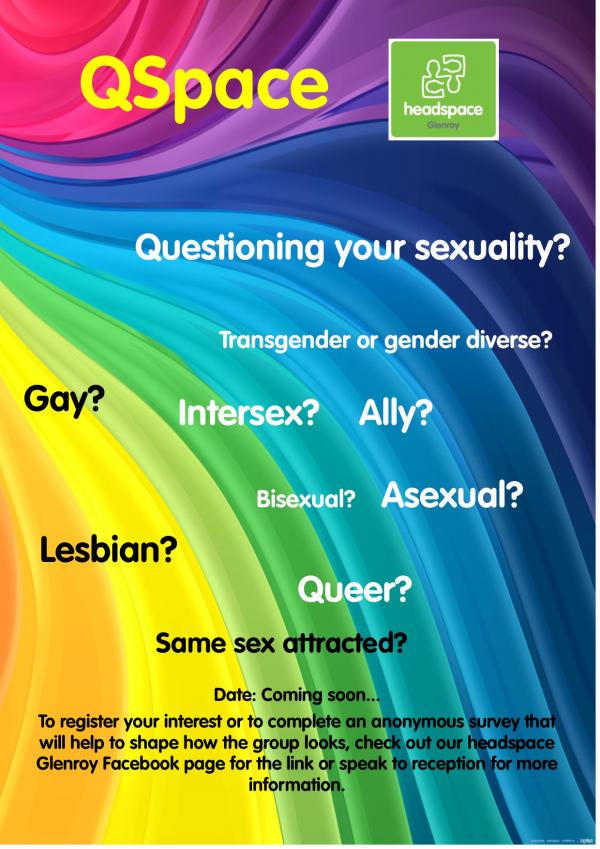 QSpace
headspace
Glenroy
Questioning your sexuality?
Transgender or gender diverse?
Gay?
Intersex? Ally?
Bisexual? Asexual?
Lesbian?
Queer?
Same sex attracted?
Date: Coming soon...
To register your interest or to complete an anonymous survey that
will help to shape how the group looks, check out our headspace
Glenroy Facebook page for the link or speak to reception for more
information.